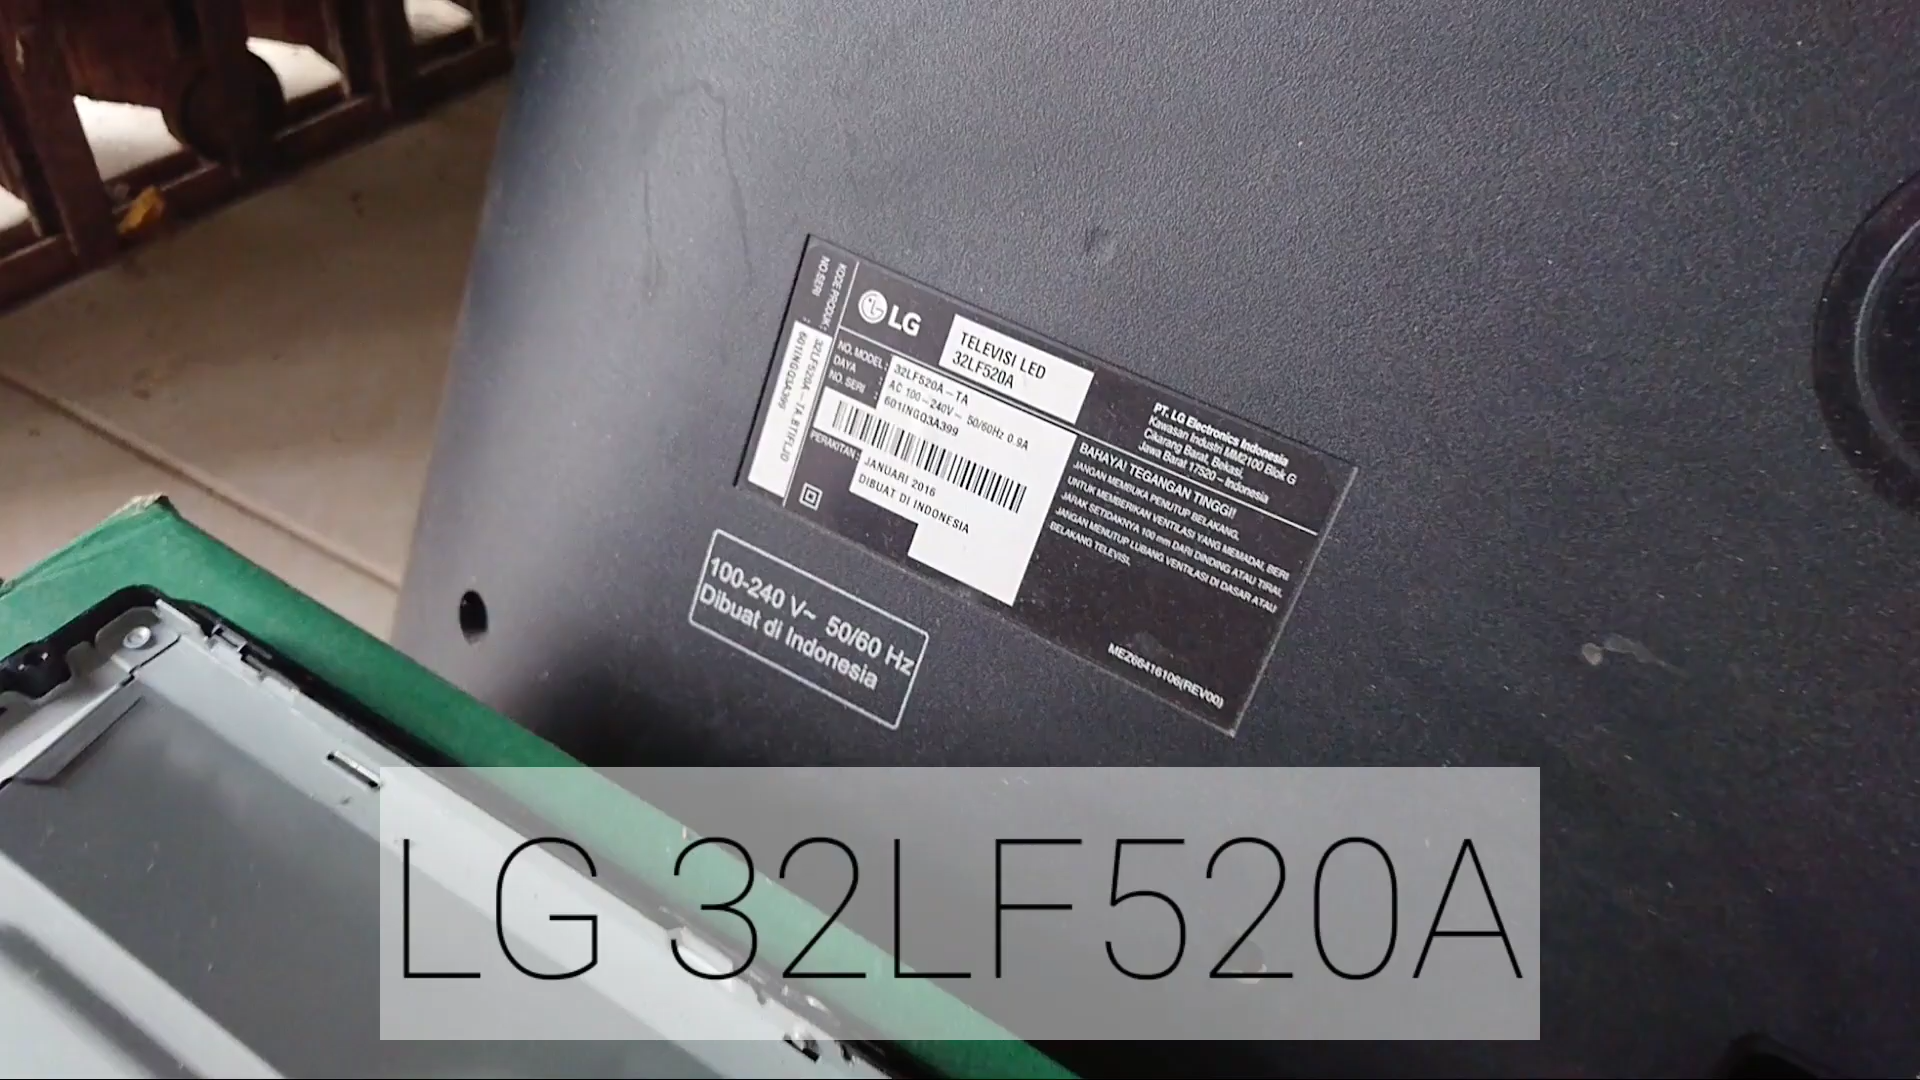 KODE PRODUK : 32LF520A-TA.BTIFLJD
NO.SERI : 601INGQ3A399
LG
TELEVISI LED
32LF520A
NO. MODEL : 32LF520A-TA
DAYA : AC 100-240V~ 50/60Hz 0.9A
NO. SERI : 601INGQ3A399
PERAKITAN : JANUARI 2016
DIBUAT DI INDONESIA
PT. LG Electronics Indonesia
Kawasan Industri MM2100 Blok G
Cikarang Barat, Bekasi,
Jawa Barat 17520 - Indonesia
BAHAYA! TEGANGAN TINGGI!!
JANGAN MEMBUKA PENUTUP BELAKANG.
UNTUK MEMBERIKAN VENTILASI YANG MEMADAI, BERI
JARAK SETIDAKNYA 100 mm DARI DINDING ATAU TIRAI,
JANGAN MENUTUP LUBANG VENTILASI DI DASAR ATAU
BELAKANG TELEVISI.
MEZ66416106(REV00)
100-240 V~ 50/60 Hz
Dibuat di Indonesia
LG 32LF520A